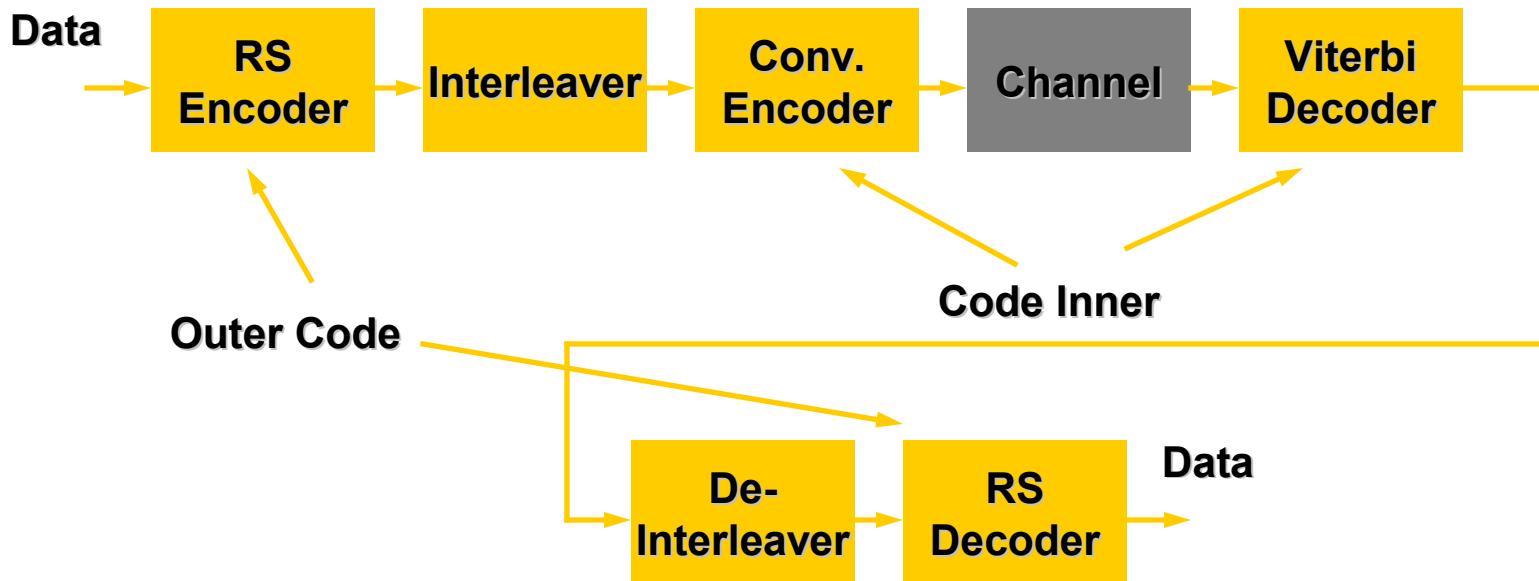 Data
RS
Encoder
Interleaver
Conv.
Encoder
Channel
Viterbi
Decoder
Outer Code
Code Inner
De-
Interleaver
RS
Decoder
Data